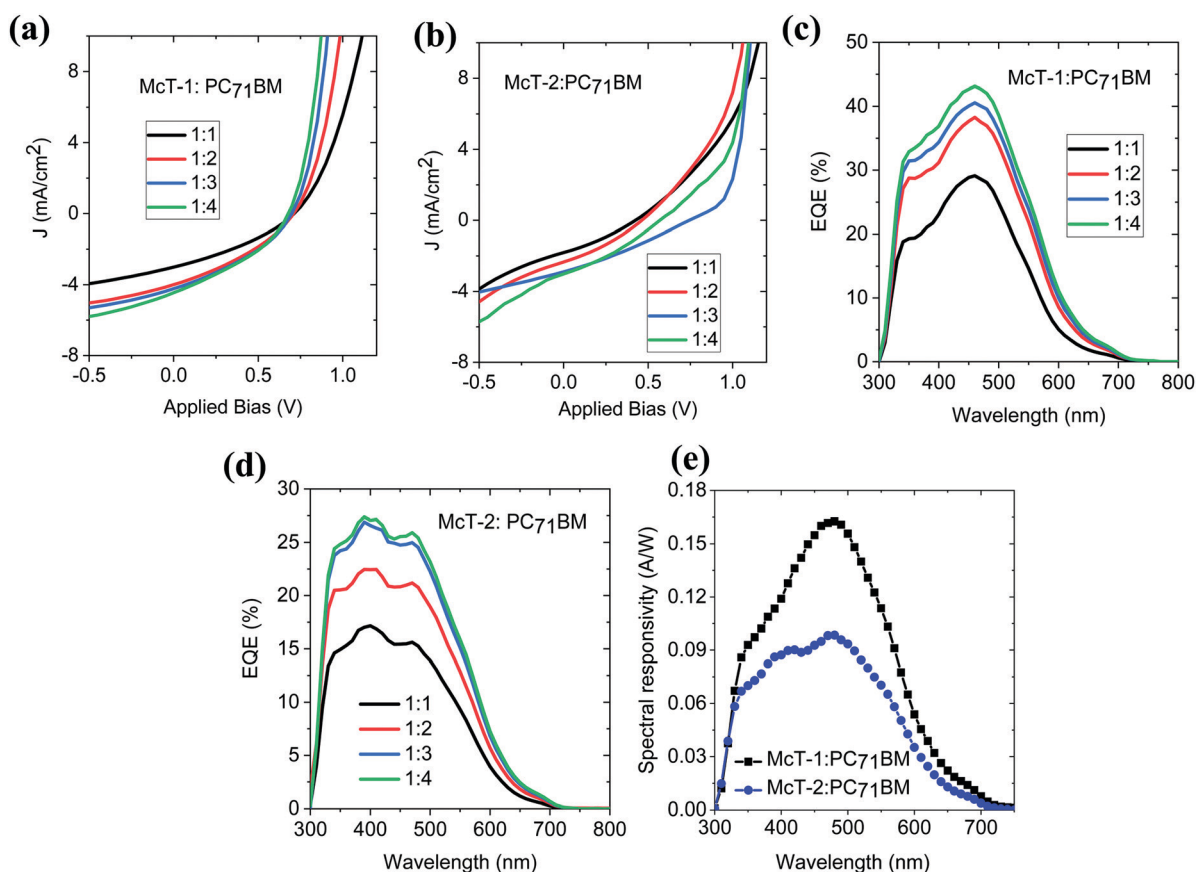 (a)
J (mA/cm²)
8
4
0
-4
-8
McT-1: PC₇₁BM
1:1
1:2
1:3
1:4
-0.5 0.0 0.5 1.0
Applied Bias (V)
(b)
J (mA/cm²)
8
4
0
-4
-8
McT-2:PC₇₁BM
1:1
1:2
1:3
1:4
-0.5 0.0 0.5 1.0
Applied Bias (V)
(c)
EQE (%)
50
40
30
20
10
0
McT-1:PC₇₁BM
1:1
1:2
1:3
1:4
300 400 500 600 700 800
Wavelength (nm)
(d)
EQE (%)
30
25
20
15
10
5
0
McT-2: PC₇₁BM
1:1
1:2
1:3
1:4
300 400 500 600 700 800
Wavelength (nm)
(e)
Spectral responsivity (A/W)
0.18
0.15
0.12
0.09
0.06
0.03
0.00
McT-1:PC₇₁BM
McT-2:PC₇₁BM
300 400 500 600 700
Wavelength (nm)